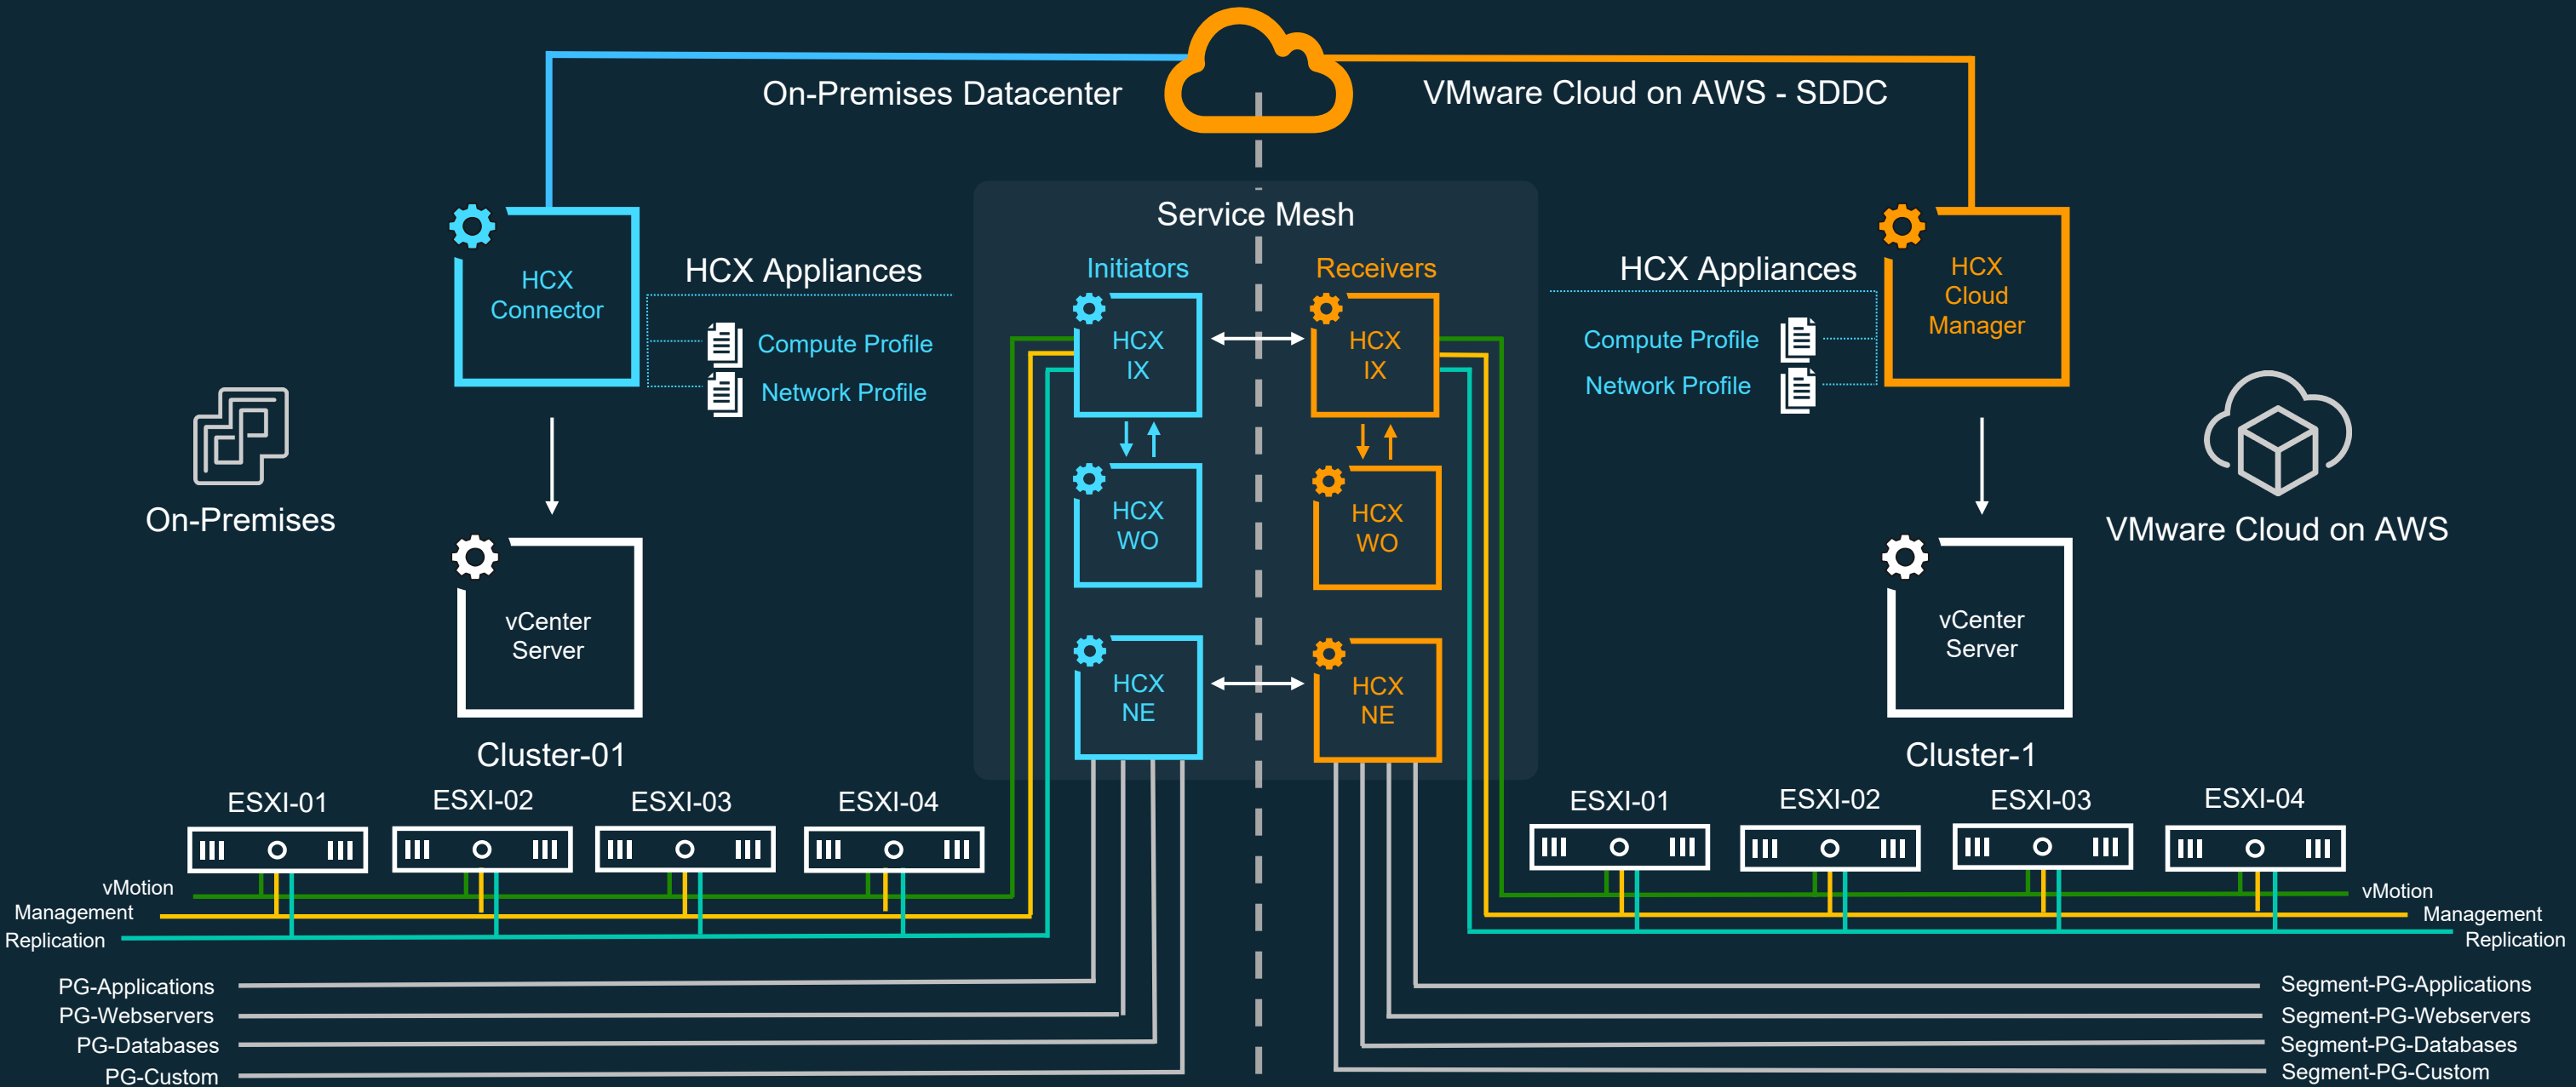 On-Premises Datacenter
VMware Cloud on AWS - SDDC
Service Mesh
HCX
Connector
HCX Appliances
Compute Profile
Network Profile
Initiators
Receivers
HCX
IX
HCX
IX
HCX
WO
HCX
WO
HCX
NE
HCX
NE
HCX Appliances
Compute Profile
Network Profile
HCX
Cloud
Manager
On-Premises
VMware Cloud on AWS
vCenter
Server
vCenter
Server
Cluster-01
Cluster-1
ESXI-01
ESXI-02
ESXI-03
ESXI-04
ESXI-01
ESXI-02
ESXI-03
ESXI-04
vMotion
Management
Replication
vMotion
Management
Replication
PG-Applications
PG-Webservers
PG-Databases
PG-Custom
Segment-PG-Applications
Segment-PG-Webservers
Segment-PG-Databases
Segment-PG-Custom